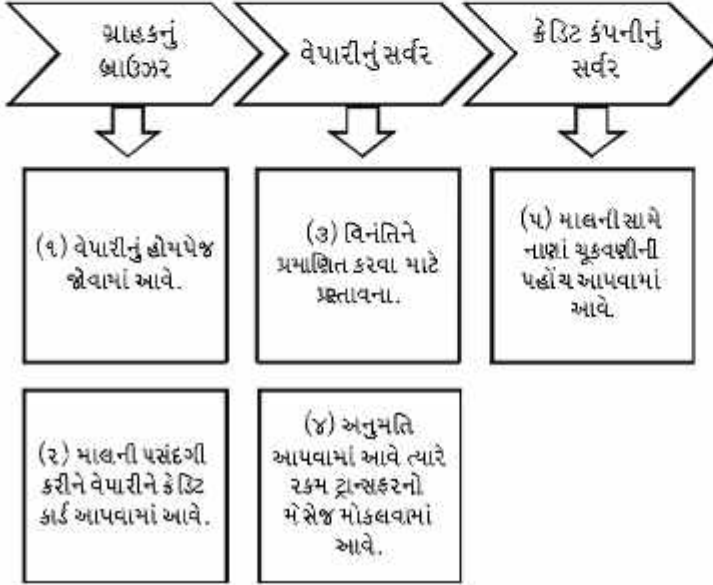 ગ્રાહકનું
બ્રાઉઝર
વેપારીનું સર્વર
ક્રેડિટ કંપનીનું
સર્વર
(૧) વેપારનું હોમપેજ
જોવામાં આવે.
(૨) માલની પસંદગી
કરીને વેપારીને ક્રેડિટ
કાર્ડ આપવામાં આવે.
(૩) વિનંતિને
પ્રમાણિત કરવા માટે
પ્રસ્તાવના.
(૪) અનુમતિ
આપવામાં આવે ત્યારે
રકમ ટ્રાન્સફરનો
મેસેજ મોકલવામાં
આવે.
(૫) માલની સામે
નાણાં ચૂકવણીની
પહોંચ આપવામાં
આવે.